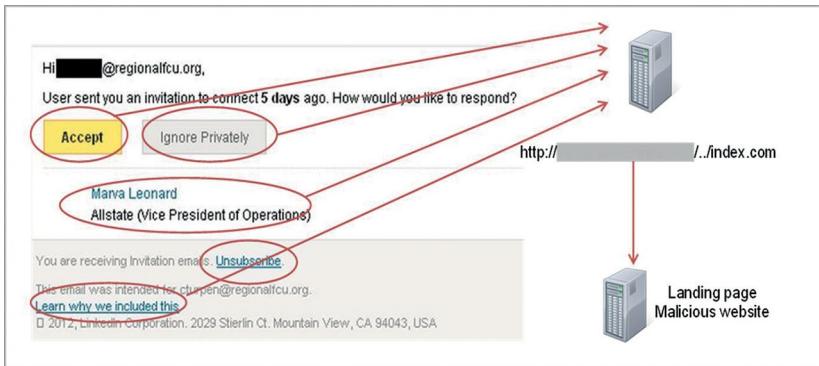 Hi @regionalfcu.org,
User sent you an invitation to connect 5 days ago. How would you like to respond?
Accept
Ignore Privately
Marva Leonard
Allstate (Vice President of Operations)
You are receiving Invitation emails. Unsubscribe.
This email was intended for cturpen@regionalfcu.org.
Learn why we included this.
2012, LinkedIn Corporation. 2029 Stierlin Ct. Mountain View, CA 94043, USA
http:// /../index.com
Landing page
Malicious website